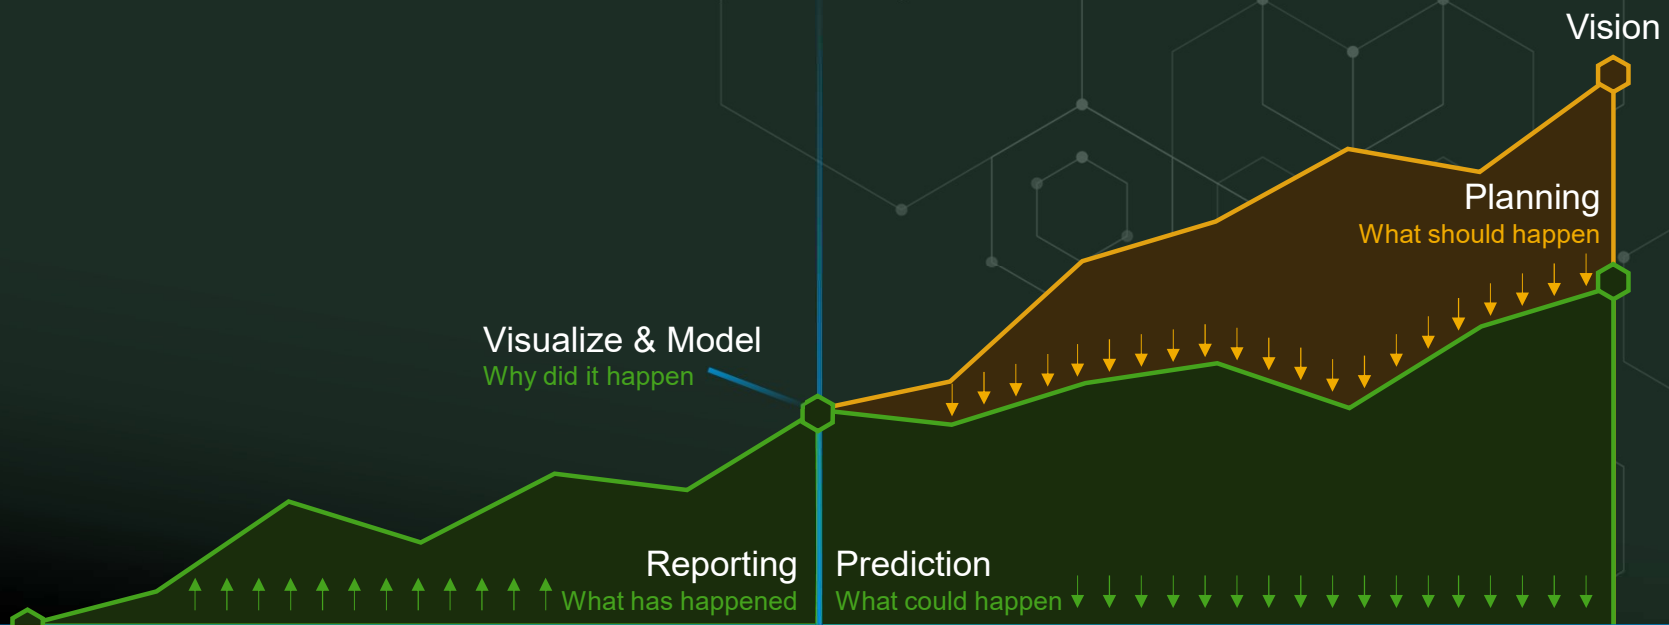 Vision
Planning
What should happen
Visualize & Model
Why did it happen
Reporting
What has happened
Prediction
What could happen